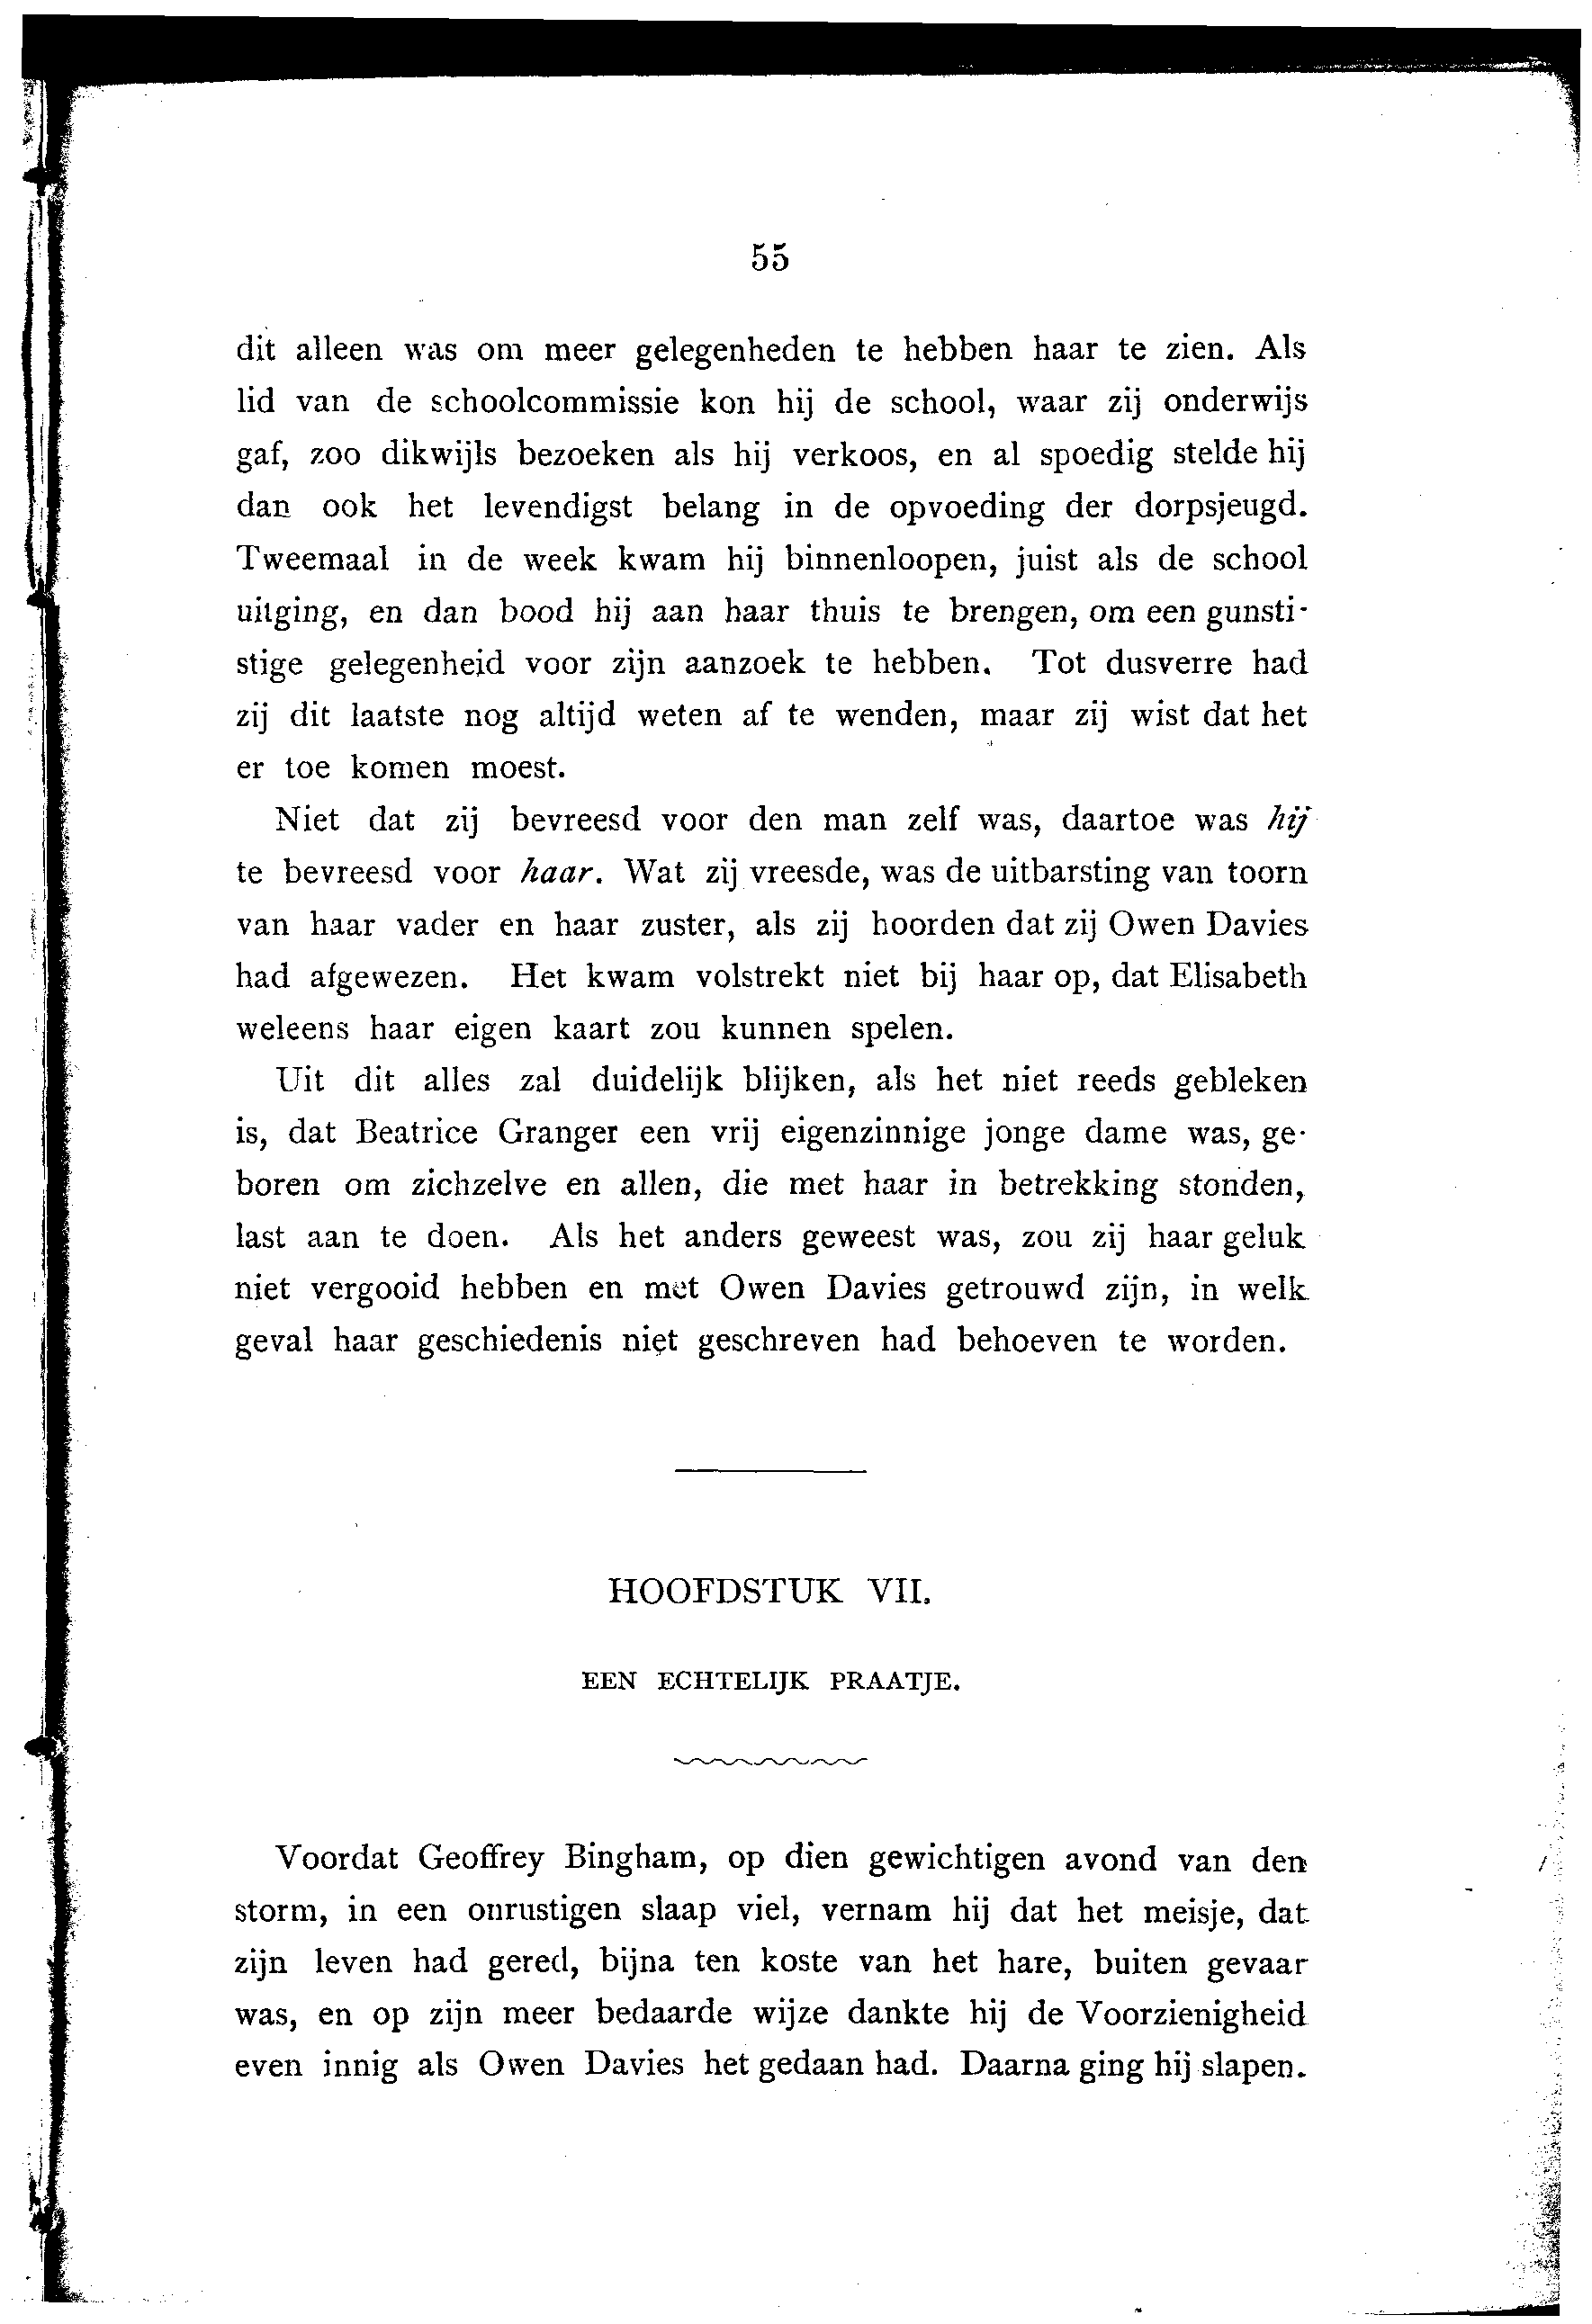 55
dit alleen was om meer gelegenheden te hebben haar te zien. Als
lid van de schoolcommissie kon hij de school, waar zij onderwijs
gaf, zoo dikwijls bezoeken als hij verkoos, en al spoedig stelde hij
dan ook het levendigst belang in de opvoeding der dorpsjeugd.
Tweemaal in de week kwam hij binnenloopen, juist als de school
uitging, en dan bood hij aan haar thuis te brengen, om een gunsti-
stige gelegenheid voor zijn aanzoek te hebben. Tot dusverre had
zij dit laatste nog altijd weten af te wenden, maar zij wist dat het
er toe komen moest.
Niet dat zij bevreesd voor den man zelf was, daartoe was hij
te bevreesd voor haar. Wat zij vreesde, was de uitbarsting van toorn
van haar vader en haar zuster, als zij hoorden dat zij Owen Davies
had afgewezen. Het kwam volstrekt niet bij haar op, dat Elisabeth
weleens haar eigen kaart zou kunnen spelen.
Uit dit alles zal duidelijk blijken, als het niet reeds gebleken
is, dat Beatrice Granger een vrij eigenzinnige jonge dame was, ge-
boren om zichzelve en allen, die met haar in betrekking stonden,
last aan te doen. Als het anders geweest was, zou zij haar geluk
niet vergooid hebben en met Owen Davies getrouwd zijn, in welk
geval haar geschiedenis niet geschreven had behoeven te worden.
HOOFDSTUK VII.
EEN ECHTELIJK PRAATJE.
Voordat Geoffrey Bingham, op dien gewichtigen avond van den
storm, in een onrustigen slaap viel, vernam hij dat het meisje, dat
zijn leven had gered, bijna ten koste van het hare, buiten gevaar
was, en op zijn meer bedaarde wijze dankte hij de Voorzienigheid
even innig als Owen Davies het gedaan had. Daarna ging hij slapen.